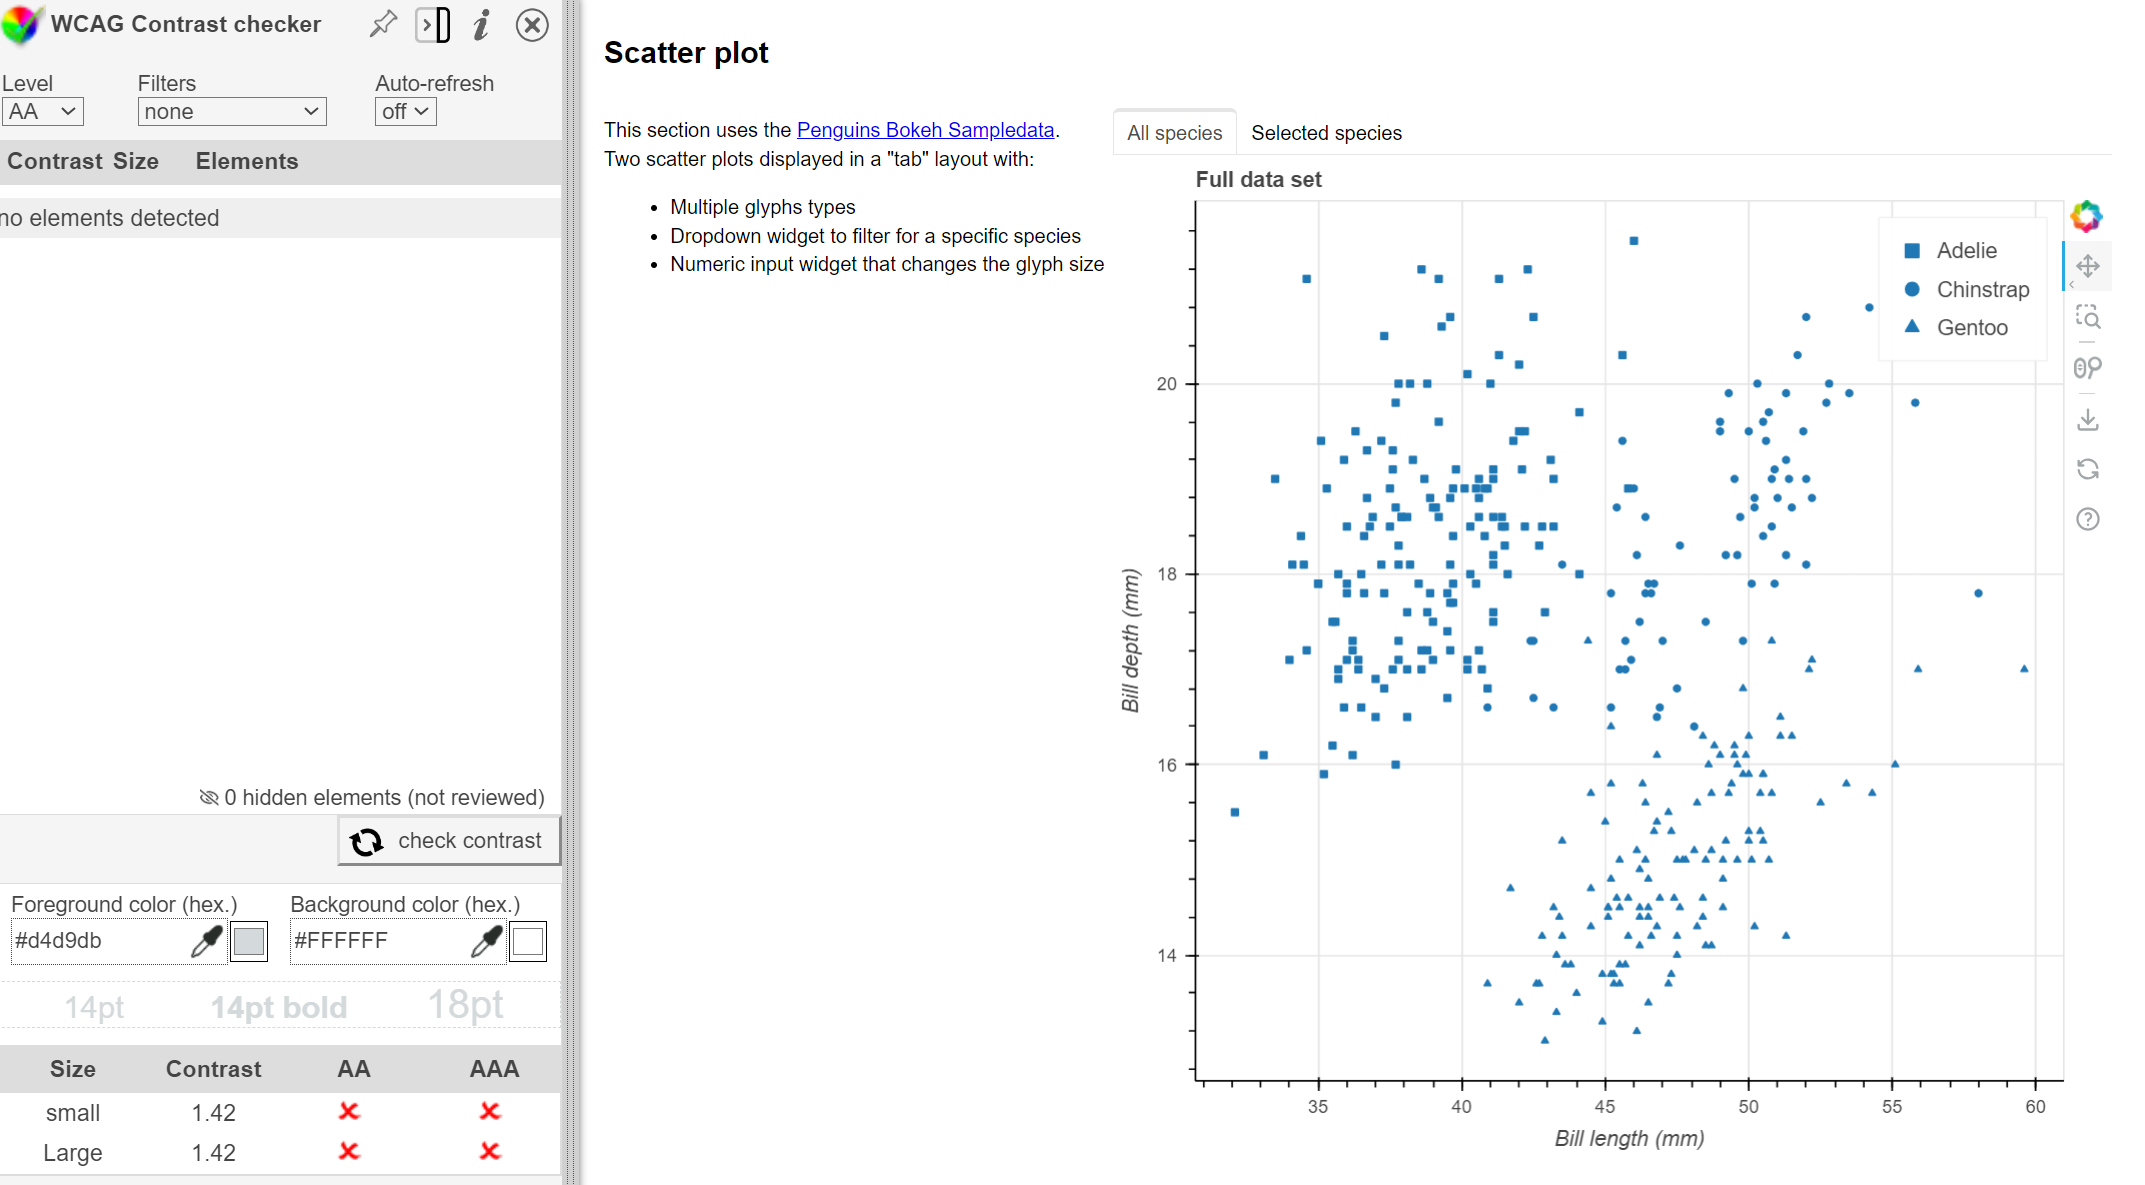 WCAG Contrast checker
Level
Filters
Auto-refresh
AA
none
off
Contrast Size Elements
no elements detected
0 hidden elements (not reviewed)
check contrast
Foreground color (hex.)
Background color (hex.)
#d4d9db
#FFFFFF
14pt 14pt bold 18pt
Size Contrast AA AAA
small 1.42
Large 1.42
Scatter plot
This section uses the Penguins Bokeh Sampledata.
Two scatter plots displayed in a "tab" layout with:
Multiple glyphs types
Dropdown widget to filter for a specific species
Numeric input widget that changes the glyph size
All species Selected species
Full data set
Adelie
Chinstrap
Gentoo
20
18
16
14
Bill depth (mm)
35 40 45 50 55 60
Bill length (mm)